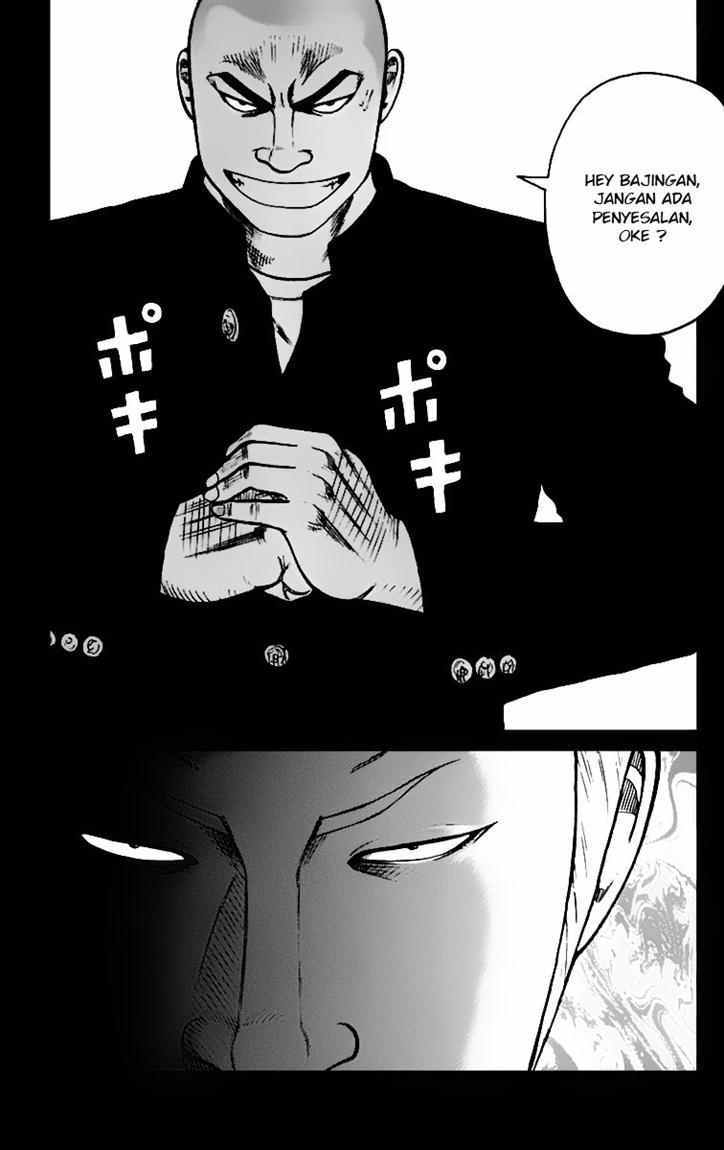 HEY BAJINGAN,
JANGAN ADA
PENYESALAN,
OKE ?
ポキ
ポキ